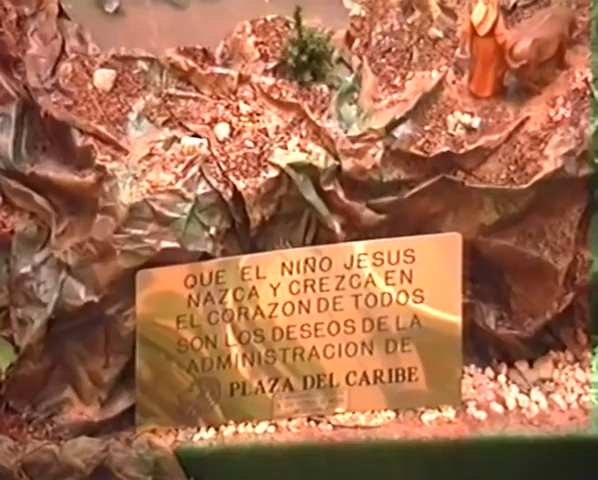 QUE EL NIÑO JESUS
NAZCA Y CREZCA EN
EL CORAZON DE TODOS
SON LOS DESEOS DE LA
ADMINISTRACION DE
PLAZA DEL CARIBE